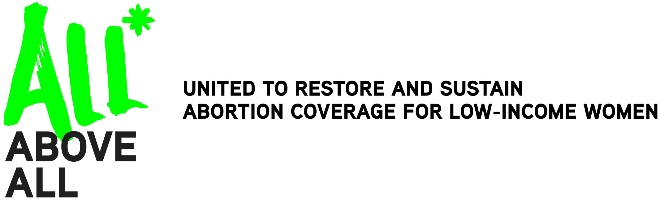 ALL*
ABOVE
ALL
UNITED TO RESTORE AND SUSTAIN
ABORTION COVERAGE FOR LOW-INCOME WOMEN